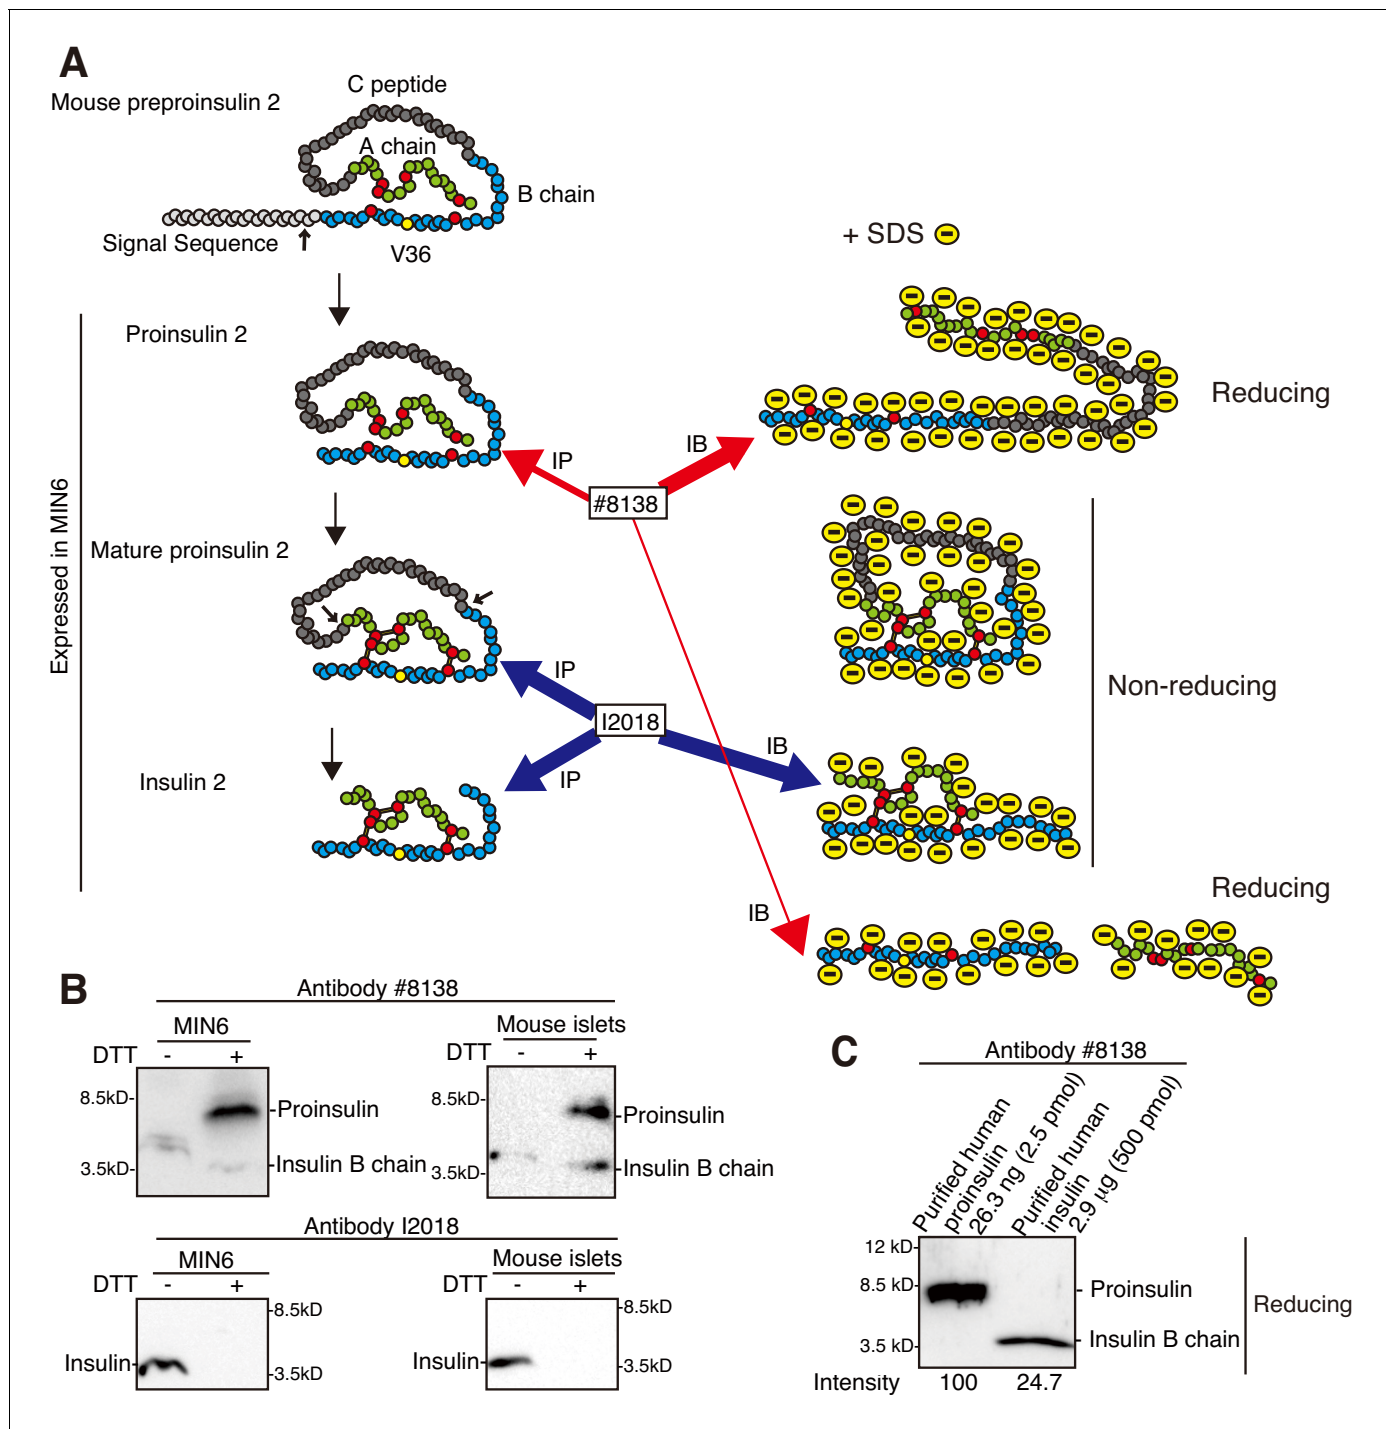 A
C peptide
Mouse preproinsulin 2
A chain
B chain
Signal Sequence
V36
+ SDS
Proinsulin 2
Reducing
IP
IB
#8138
Expressed in MIN6
Mature proinsulin 2
IP
I2018
Non-reducing
IB
IP
Insulin 2
Reducing
IB
B
Antibody #8138
MIN6
Mouse islets
DTT - +
DTT - +
8.5kD-
-Proinsulin
8.5kD-
-Proinsulin
3.5kD-
-Insulin B chain
3.5kD-
-Insulin B chain
Antibody I2018
MIN6
Mouse islets
DTT - +
DTT - +
-8.5kD
-8.5kD
Insulin-
-3.5kD
Insulin-
-3.5kD
C
Antibody #8138
Purified human
proinsulin
26.3 ng (2.5 pmol)
Purified human
insulin
2.9 µg (500 pmol)
12 kD-
8.5 kD-
- Proinsulin
Reducing
3.5 kD-
- Insulin B chain
Intensity 100 24.7